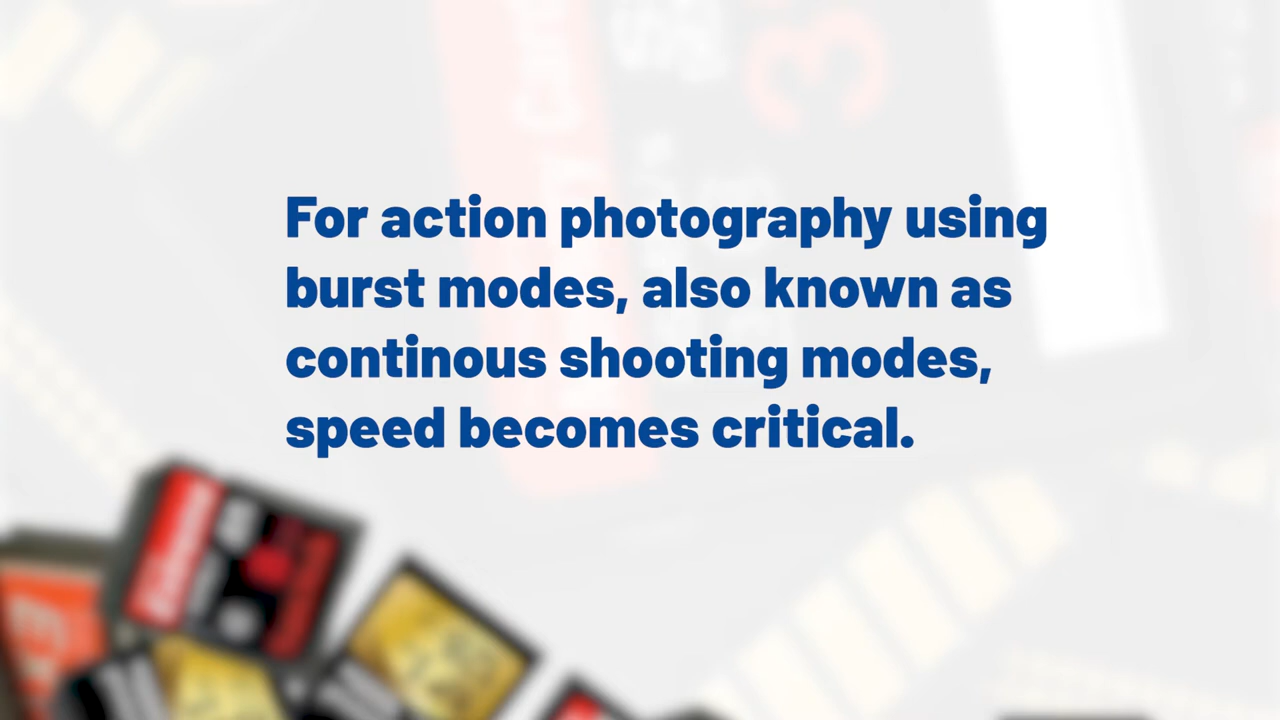 For action photography using
burst modes, also known as
continous shooting modes,
speed becomes critical.